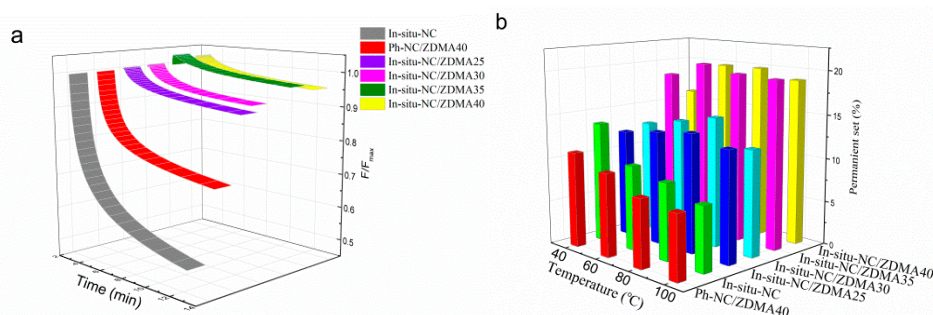 a
In-situ-NC
Ph-NC/ZDMA40
In-situ-NC/ZDMA25
In-situ-NC/ZDMA30
In-situ-NC/ZDMA35
In-situ-NC/ZDMA40
1.0
0.9
0.8
0.7
0.6
0.5
F/Fmax
Time (min)
b
20
15
10
5
0
Permanient set (%)
40
60
80
100
Temperature (°C)
In-situ-NC/ZDMA40
In-situ-NC/ZDMA35
In-situ-NC/ZDMA30
In-situ-NC/ZDMA25
In-situ-NC
Ph-NC/ZDMA40